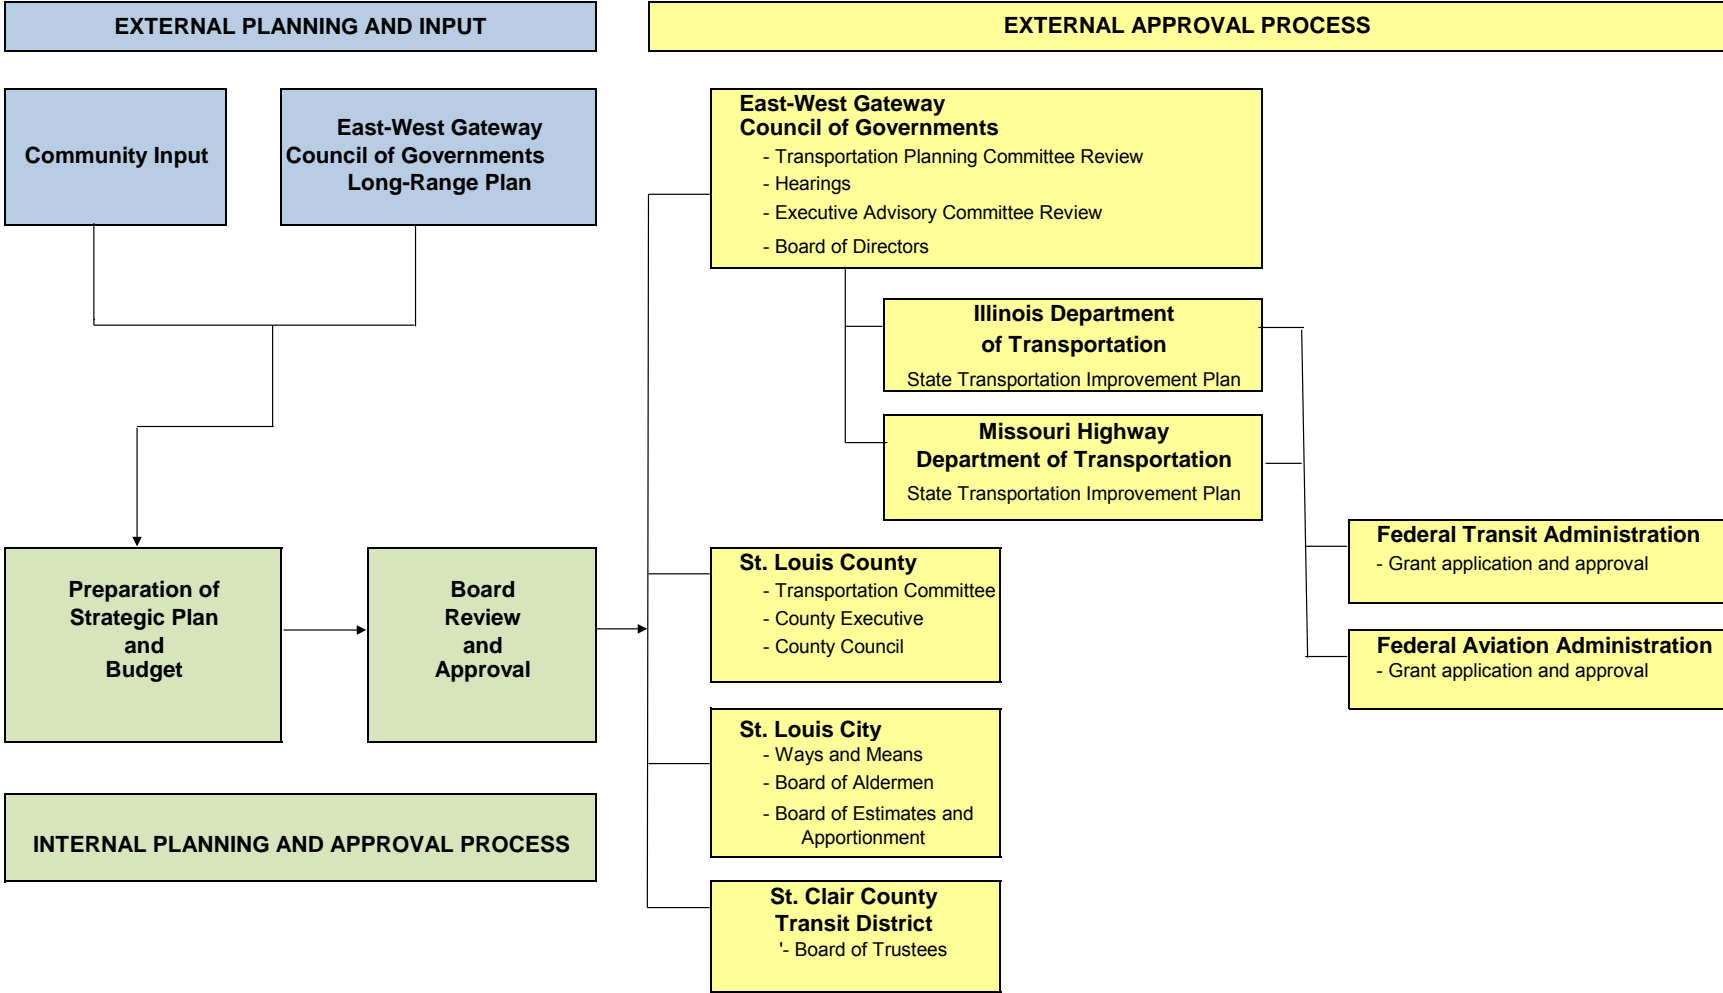 EXTERNAL PLANNING AND INPUT
EXTERNAL APPROVAL PROCESS
Community Input
East-West Gateway
Council of Governments
Long-Range Plan
East-West Gateway
Council of Governments
- Transportation Planning Committee Review
- Hearings
- Executive Advisory Committee Review
- Board of Directors
Illinois Department
of Transportation
State Transportation Improvement Plan
Missouri Highway
Department of Transportation
State Transportation Improvement Plan
Federal Transit Administration
- Grant application and approval
Federal Aviation Administration
- Grant application and approval
Preparation of
Strategic Plan
and
Budget
Board
Review
and
Approval
St. Louis County
- Transportation Committee
- County Executive
- County Council
St. Louis City
- Ways and Means
- Board of Aldermen
- Board of Estimates and
Apportionment
St. Clair County
Transit District
'- Board of Trustees
INTERNAL PLANNING AND APPROVAL PROCESS